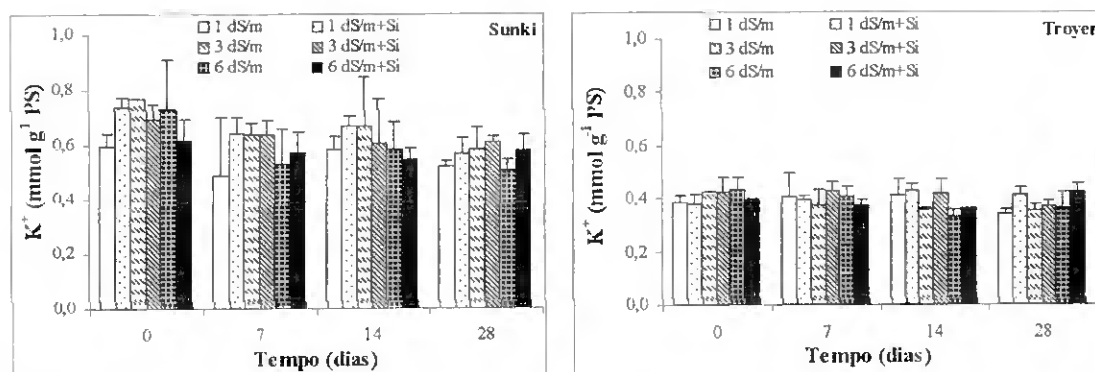 1,0
0,8
0,6
0,4
0,2
0,0
K+ (mmol g-1 PS)
1 dS/m 1 dS/m+Si
3 dS/m 3 dS/m+Si
6 dS/m 6 dS/m+Si
Sunki
0 7 14 28
Tempo (dias)
1,0
0,8
0,6
0,4
0,2
0,0
K+ (mmol g-1 PS)
1 dS/m 1 dS/m+Si
3 dS/m 3 dS/m+Si
6 dS/m 6 dS/m+Si
Troyer
0 7 14 28
Tempo (dias)